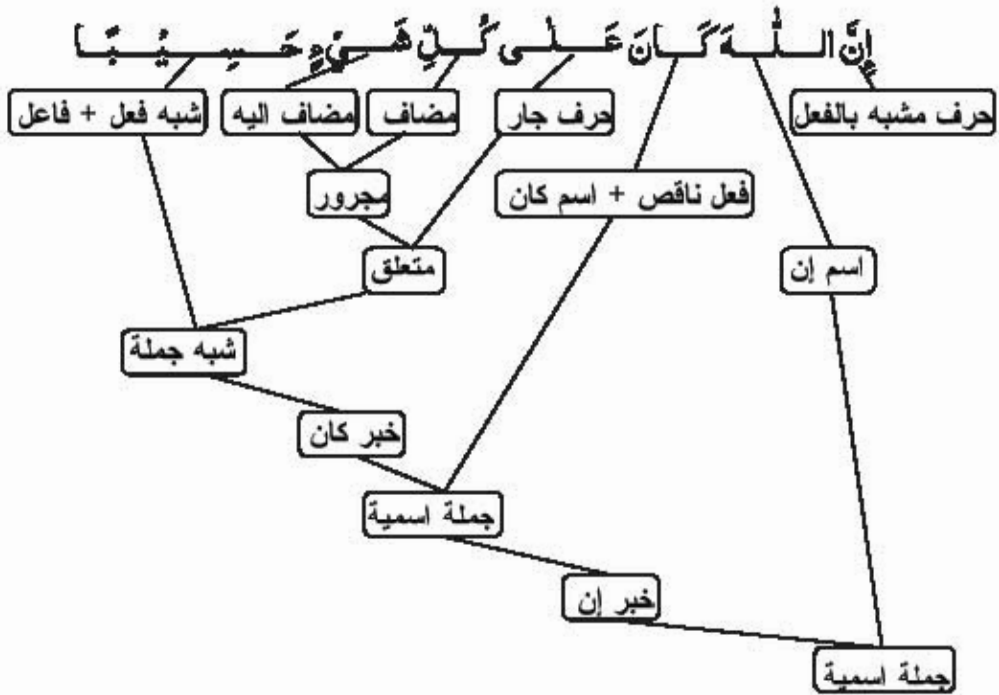 إِنَّ اللّٰهَ كَانَ عَلٰى كُلِّ شَيْءٍ حَسِيْبًا
حرف مشبه بالفعل
حرف جار
مضاف
مضاف اليه
شبه فعل + فاعل
فعل ناقص + اسم كان
مجرور
اسم إن
متعلق
شبه جملة
خبر كان
جملة اسمية
خبر إن
جملة اسمية